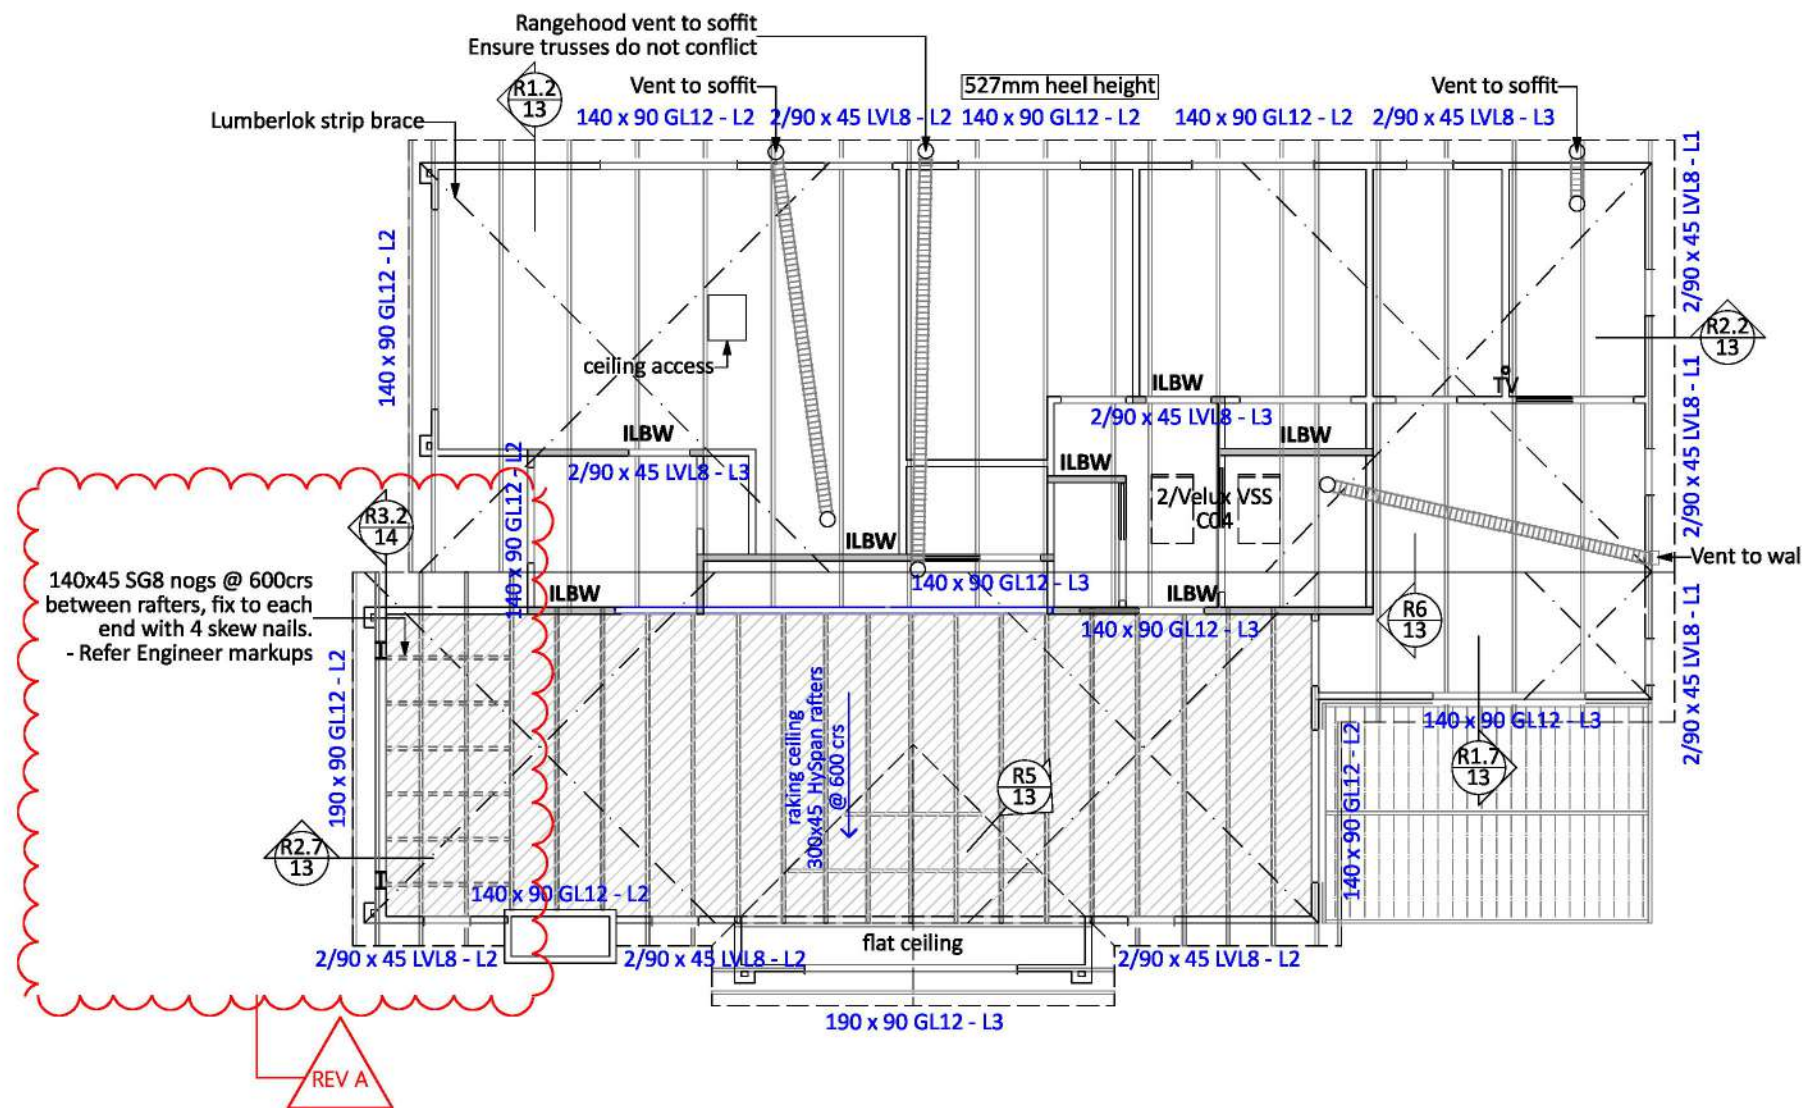 Rangehood vent to soffit
Ensure trusses do not conflict
R1.2
13
Vent to soffit
527mm heel height
Vent to soffit
Lumberlok strip brace
140 x 90 GL12 - L2
2/90 x 45 LVL8 - L2
140 x 90 GL12 - L2
140 x 90 GL12 - L2
2/90 x 45 LVL8 - L3
2/90 x 45 LVL8 - L1
140 x 90 GL12 - L2
2/90 x 45 LVL8 - L1
R2.2
13
ceiling access
ILBW
TV
2/90 x 45 LVL8 - L3
2/90 x 45 LVL8 - L1
ILBW
ILBW
2/90 x 45 LVL8 - L3
140 x 90 GL12 - L2
ILBW
2/Velux VSS
C04
R3.2
14
ILBW
Vent to wal
140x45 SG8 nogs @ 600crs
between rafters, fix to each
end with 4 skew nails.
- Refer Engineer markups
140 x 90 GL12 - L3
ILBW
ILBW
R6
13
140 x 90 GL12 - L3
2/90 x 45 LVL8 - L1
190 x 90 GL12 - L2
raking ceiling
300x45 HySpan rafters
@ 600 crs
140 x 90 GL12 - L3
R1.7
13
R5
13
140 x 90 GL12 - L2
R2.7
13
140 x 90 GL12 - L2
flat ceiling
2/90 x 45 LVL8 - L2
2/90 x 45 LVL8 - L2
2/90 x 45 LVL8 - L2
190 x 90 GL12 - L3
REV A